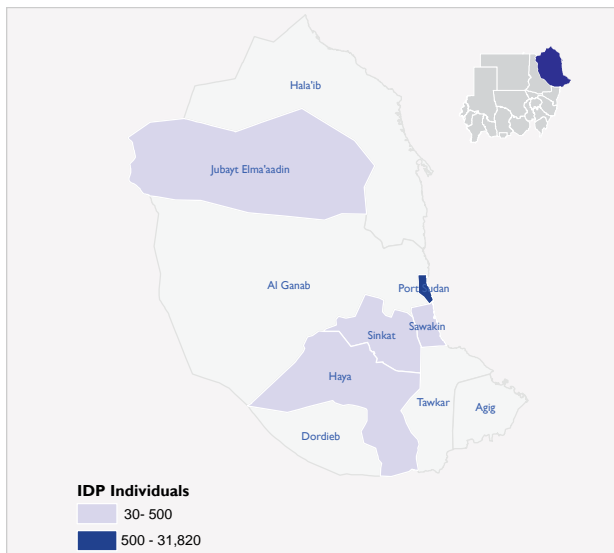 Hala'ib
Jubayt Elma'aadin
Al Ganab
Port Sudan
Sawakin
Sinkat
Haya
Tawkar
Agig
Dordieb
IDP Individuals
30- 500
500 - 31,820